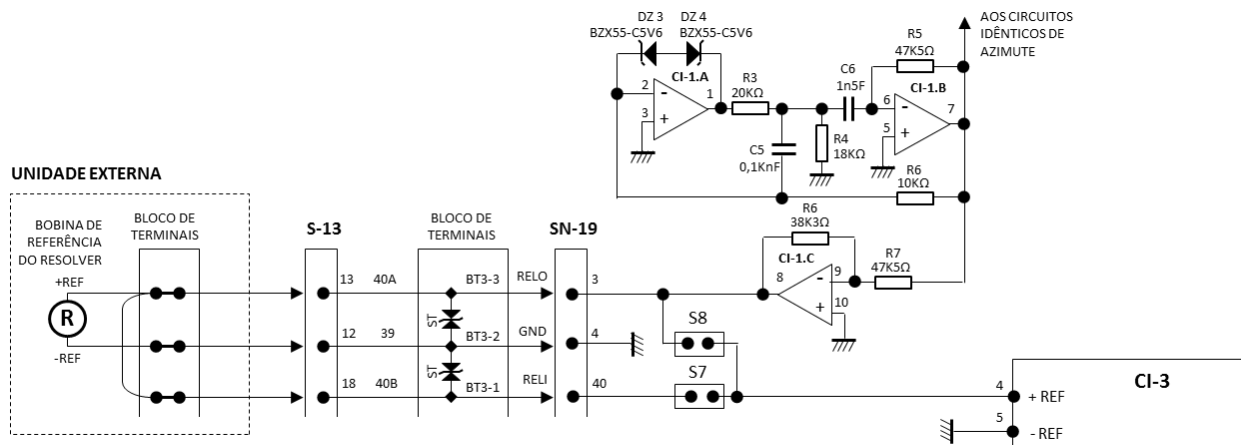 DZ 3
BZX55-C5V6
DZ 4
BZX55-C5V6
AOS CIRCUITOS
IDÊNTICOS DE
AZIMUTE
R5
47K5Ω
CI-1.A
2
-
3
+
1
R3
20KΩ
C6
1n5F
CI-1.B
6
-
5
+
7
C5
0,1KnF
R4
18KΩ
R6
10KΩ
UNIDADE EXTERNA
BOBINA DE
REFERÊNCIA
DO RESOLVER
BLOCO DE
TERMINAIS
S-13
BLOCO DE
TERMINAIS
SN-19
R6
38K3Ω
CI-1.C
8
9
-
10
+
R7
47K5Ω
+REF
R
-REF
13
40A
BT3-3
RELO
3
ST
12
39
BT3-2
GND
4
ST
18
40B
BT3-1
RELI
40
S8
S7
CI-3
4
+ REF
5
- REF